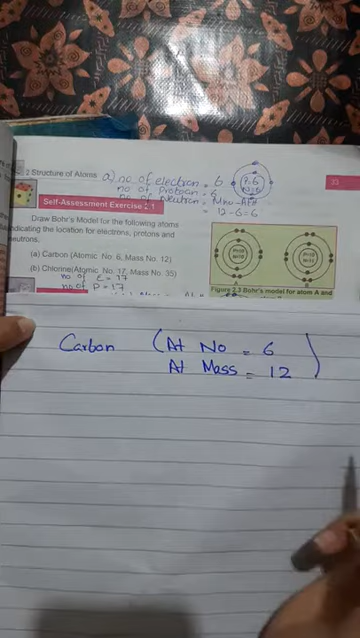 2 Structure of Atoms
a) no of electron = 6
no of protoan = 6
no of neutron = M no - At #
= 12 - 6 = 6
P. 6
N = 6
33
Self-Assessment Exercise 2.1
Draw Bohr's Model for the following atoms
indicating the location for electrons, protons and
neutrons.
(a) Carbon (Atomic No. 6, Mass No. 12)
(b) Chlorine (Atomic No. 17, Mass No. 35)
no of E = 17
no of P = 17
Figure 2.3 Bohr's model for atom A and
Carbon (At No = 6
At Mass = 12)